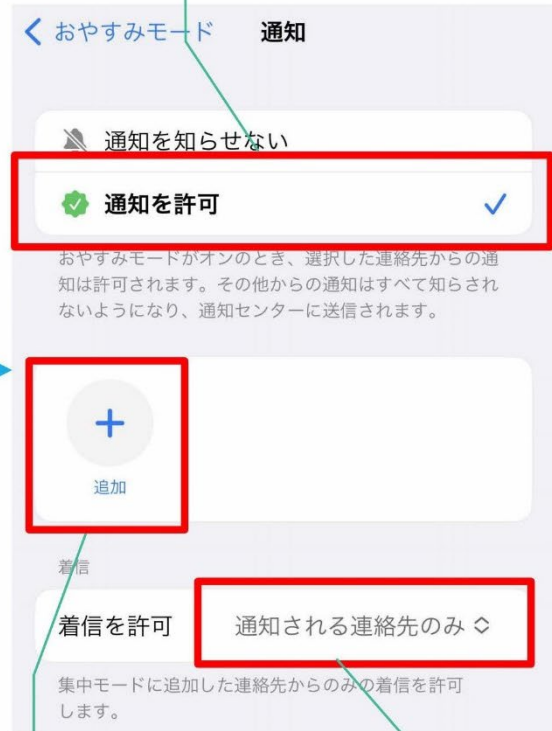 おやすみモード 通知
通知を知らせない
通知を許可
おやすみモードがオンのとき、選択した連絡先からの通
知は許可されます。その他からの通知はすべて知らされ
ないようになり、通知センターに送信されます。
追加
着信
着信を許可 通知される連絡先のみ
集中モードに追加した連絡先からのみの着信を許可
します。